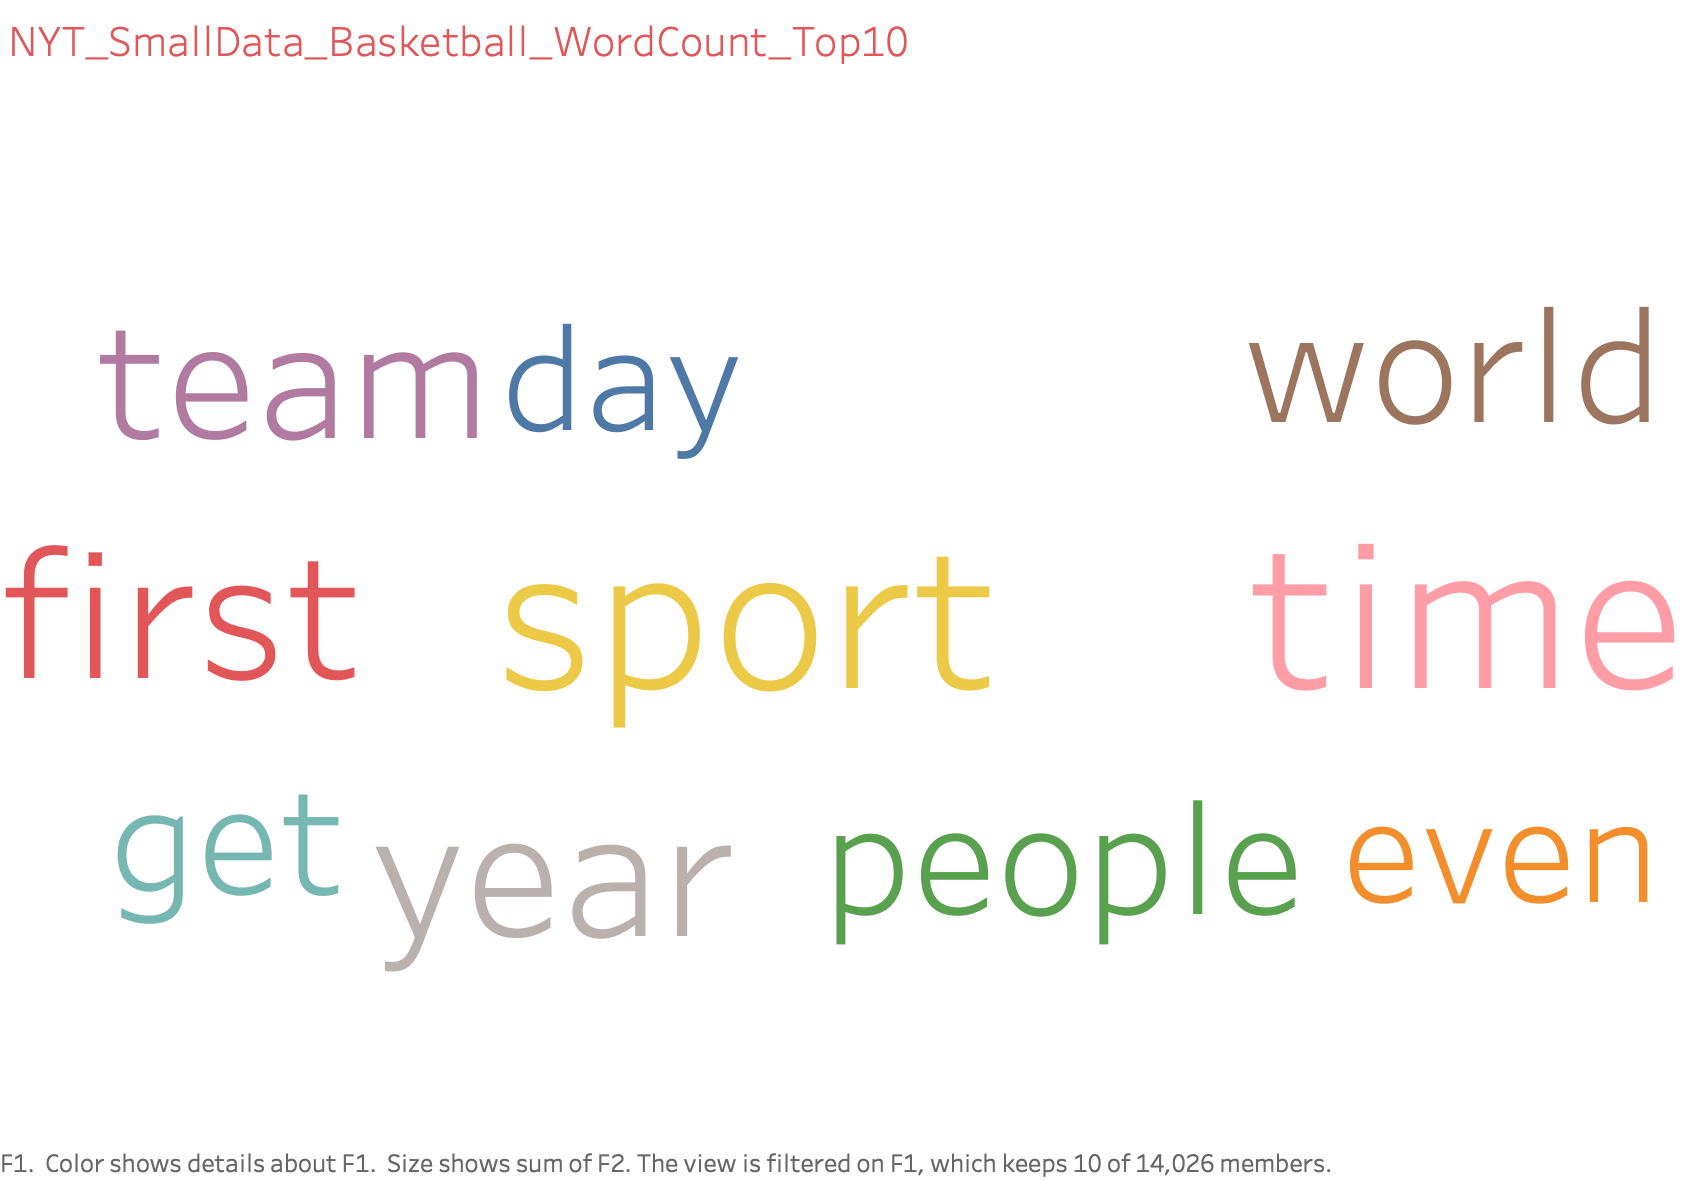 NYT_SmallData_Basketball_WordCount_Top10
team day world
first sport time
get year people even
F1.  Color shows details about F1.  Size shows sum of F2. The view is filtered on F1, which keeps 10 of 14,026 members.